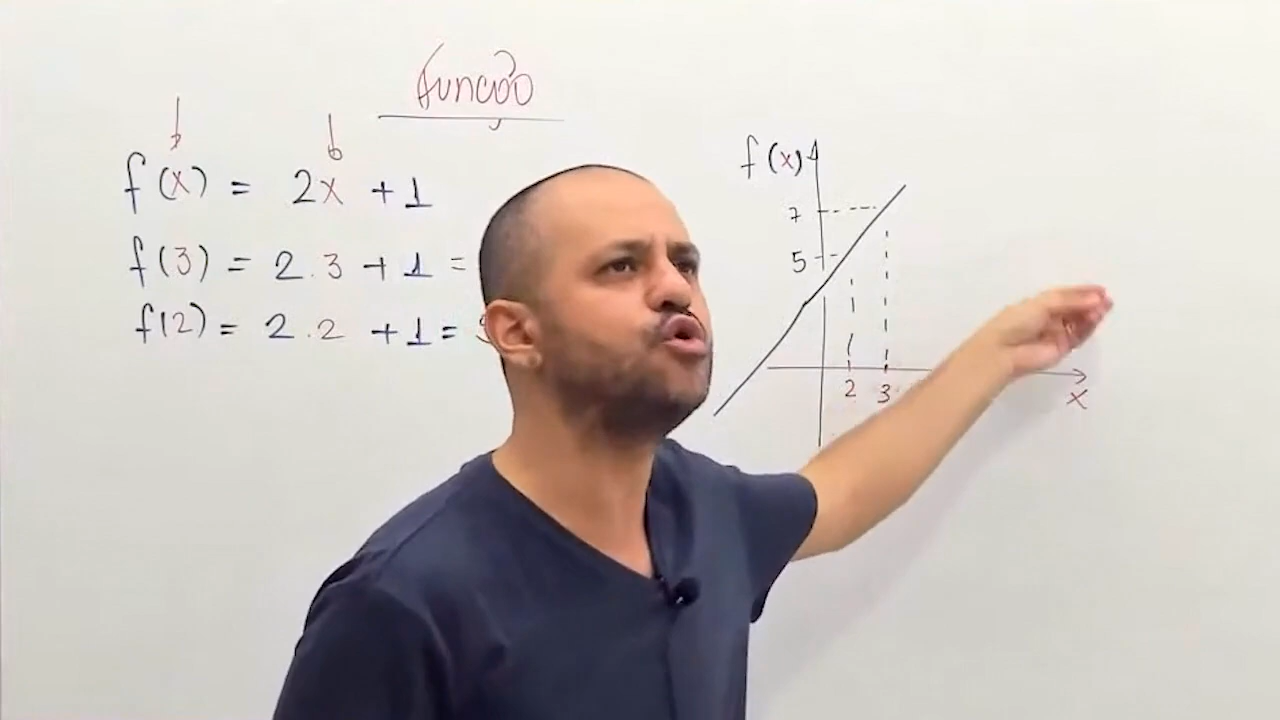 função
f(x) = 2x + 1
f(3) = 2.3 + 1 =
f(2) = 2.2 + 1 =
f(x)
7
5
2 3
x